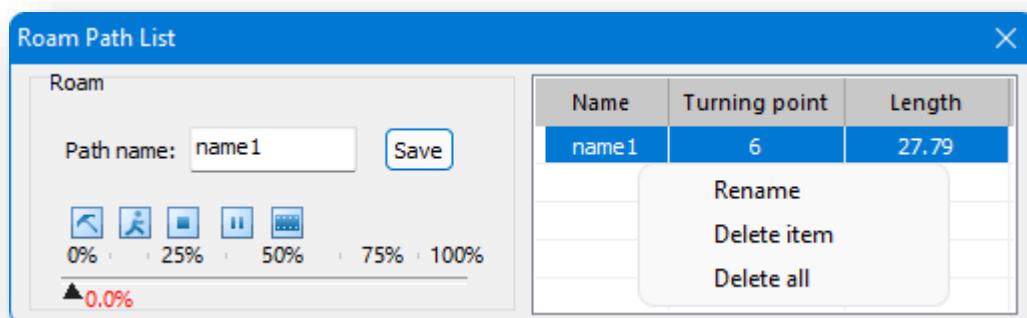 Roam Path List
Roam
Path name: name1 Save
0% 25% 50% 75% 100%
0.0%
Name Turning point Length
name1 6 27.79
Rename
Delete item
Delete all